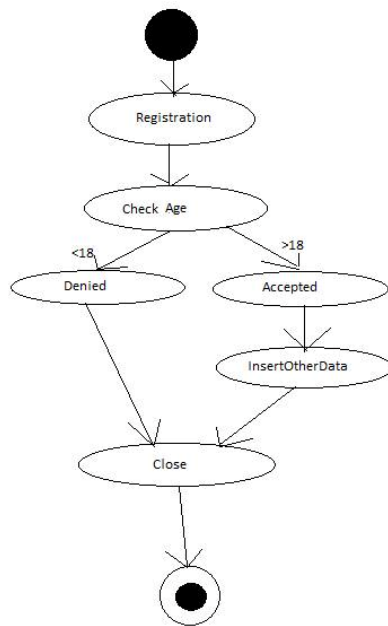 Registration
Check Age
<18
>18
Denied
Accepted
InsertOtherData
Close